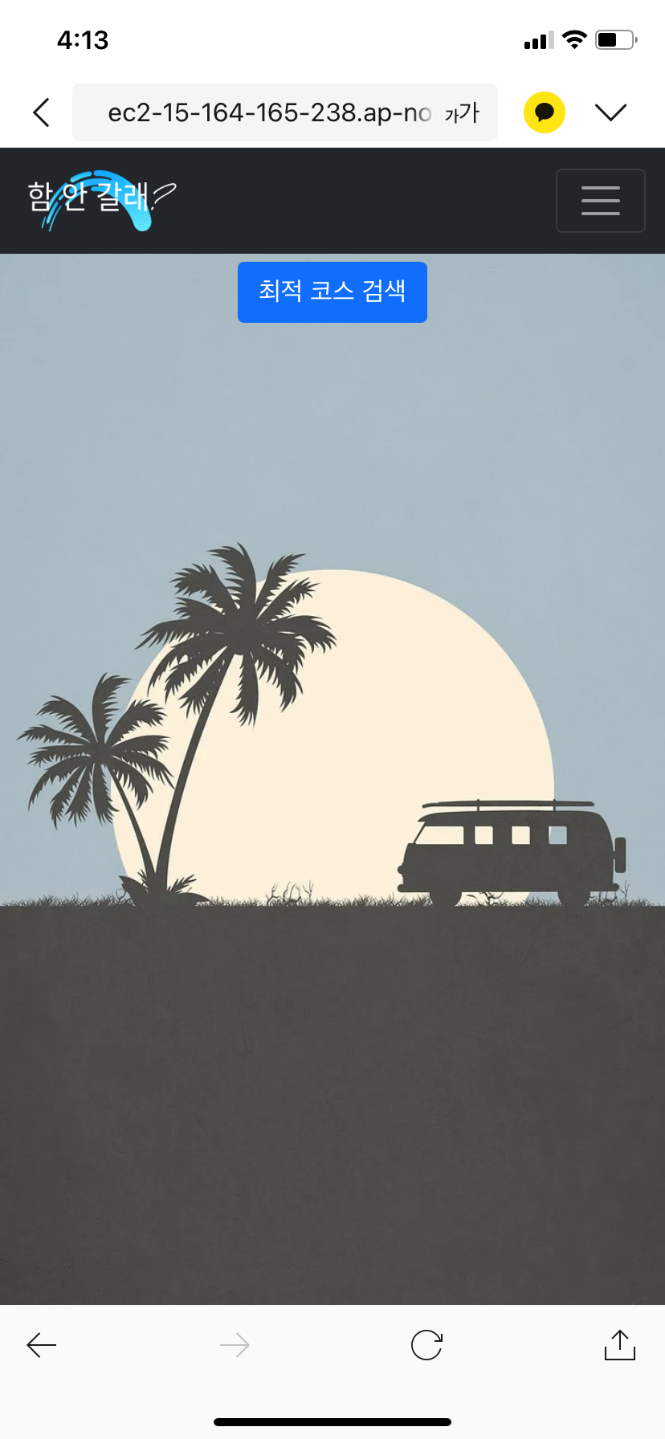 4:13
ec2-15-164-165-238.ap-no 가가
함 안 갈래?
최적 코스 검색